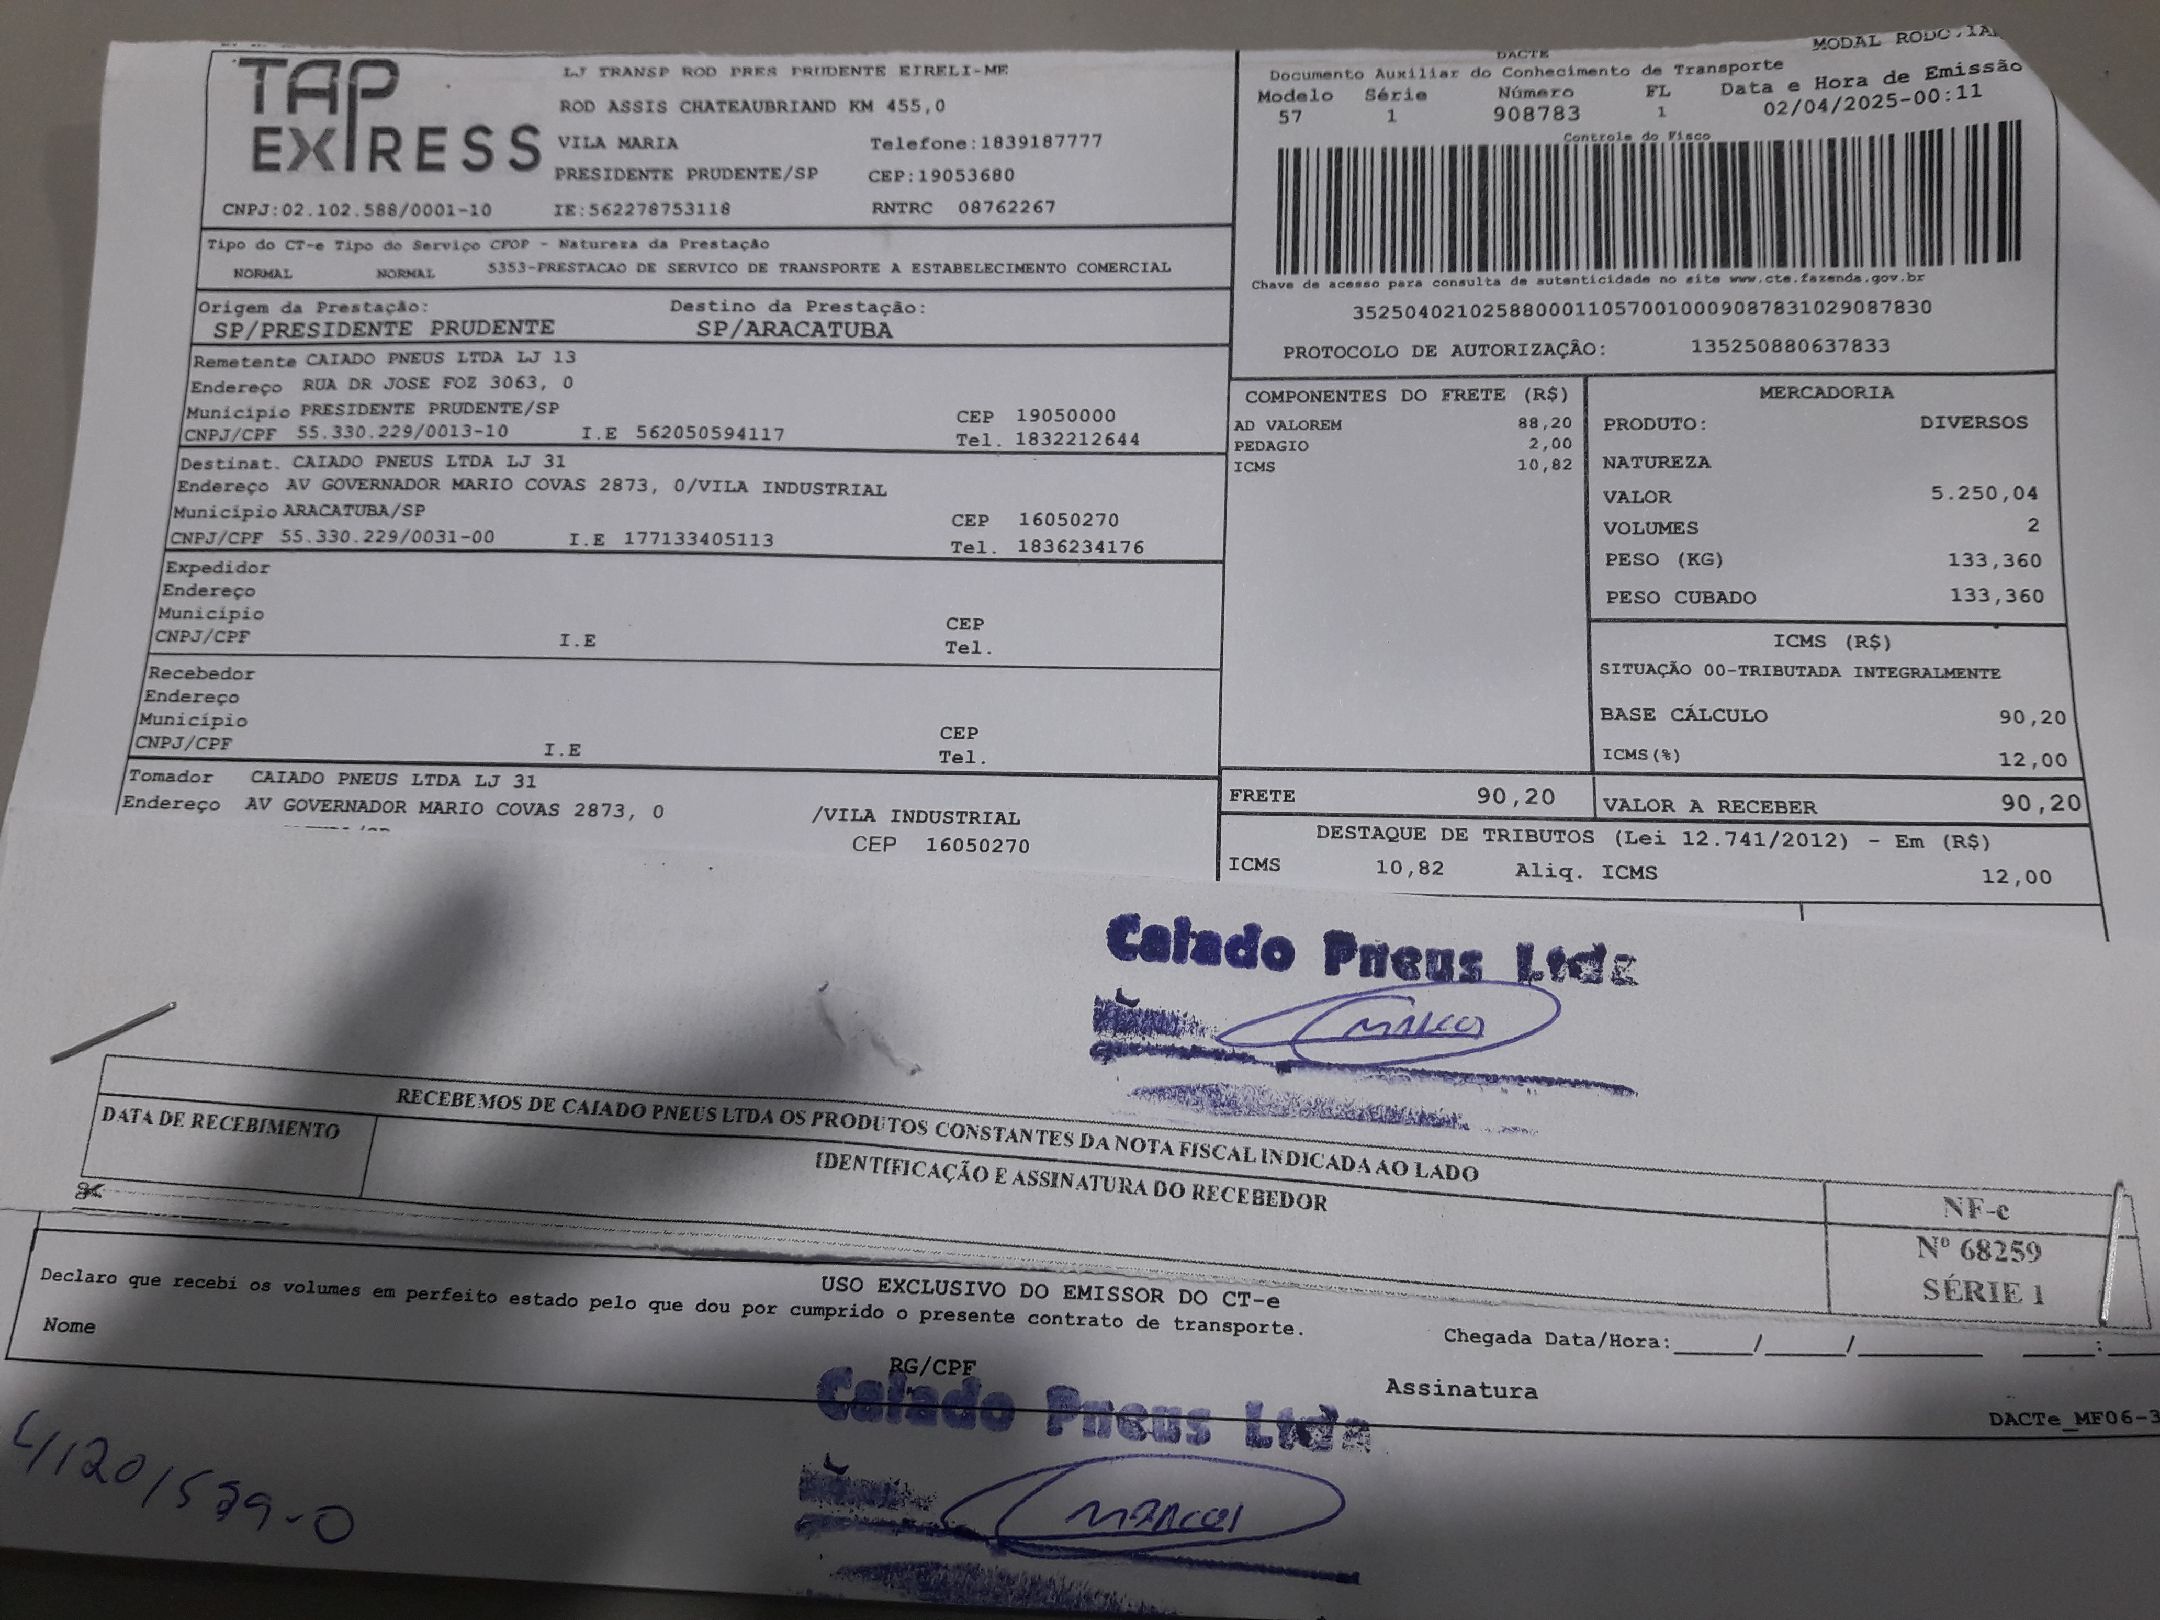 TAP
EXPRESS
LJ TRANSP ROD PRES PRUDENTE EIRELI-ME
ROD ASSIS CHATEAUBRIAND KM 455,0
VILA MARIA Telefone:1839187777
PRESIDENTE PRUDENTE/SP CEP:19053680
CNPJ:02.102.588/0001-10 IE:562278753118 RNTRC 08762267
DACTE
Documento Auxiliar do Conhecimento de Transporte
Modelo Série Número FL Data e Hora de Emissão
57 1 908783 1 02/04/2025-00:11
Controle do Fisco
Chave de acesso para consulta de autenticidade no site www.cte.fazenda.gov.br
35250402102588000110570010009087831029087830
PROTOCOLO DE AUTORIZAÇÃO: 135250880637833
Tipo do CT-e Tipo do Serviço CFOP - Natureza da Prestação
NORMAL NORMAL 5353-PRESTACAO DE SERVICO DE TRANSPORTE A ESTABELECIMENTO COMERCIAL
Origem da Prestação: Destino da Prestação:
SP/PRESIDENTE PRUDENTE SP/ARACATUBA
Remetente CAIADO PNEUS LTDA LJ 13
Endereço RUA DR JOSE FOZ 3063, 0
Município PRESIDENTE PRUDENTE/SP CEP 19050000
CNPJ/CPF 55.330.229/0013-10 I.E 562050594117 Tel. 1832212644
Destinat. CAIADO PNEUS LTDA LJ 31
Endereço AV GOVERNADOR MARIO COVAS 2873, 0/VILA INDUSTRIAL
Município ARACATUBA/SP CEP 16050270
CNPJ/CPF 55.330.229/0031-00 I.E 177133405113 Tel. 1836234176
Expedidor
Endereço
Município CEP
CNPJ/CPF I.E Tel.
Recebedor
Endereço
Município CEP
CNPJ/CPF I.E Tel.
Tomador CAIADO PNEUS LTDA LJ 31
Endereço AV GOVERNADOR MARIO COVAS 2873, 0 /VILA INDUSTRIAL
CEP 16050270
COMPONENTES DO FRETE (R$)
AD VALOREM 88,20
PEDAGIO 2,00
ICMS 10,82
FRETE 90,20
MERCADORIA
PRODUTO: DIVERSOS
NATUREZA
VALOR 5.250,04
VOLUMES 2
PESO (KG) 133,360
PESO CUBADO 133,360
ICMS (R$)
SITUAÇÃO 00-TRIBUTADA INTEGRALMENTE
BASE CÁLCULO 90,20
ICMS(%) 12,00
VALOR A RECEBER 90,20
DESTAQUE DE TRIBUTOS (Lei 12.741/2012) - Em (R$)
ICMS 10,82 Aliq. ICMS 12,00
Caiado Pneus Ltda
RECEBEMOS DE CAIADO PNEUS LTDA OS PRODUTOS CONSTANTES DA NOTA FISCAL INDICADA AO LADO
DATA DE RECEBIMENTO
IDENTIFICAÇÃO E ASSINATURA DO RECEBEDOR
NF-e
Nº 68259
SÉRIE 1
USO EXCLUSIVO DO EMISSOR DO CT-e
Declaro que recebi os volumes em perfeito estado pelo que dou por cumprido o presente contrato de transporte.
Nome RG/CPF Assinatura
Chegada Data/Hora:_____/_____/_______ ____:____
DACTe_MF06-3
Caiado Pneus Ltda